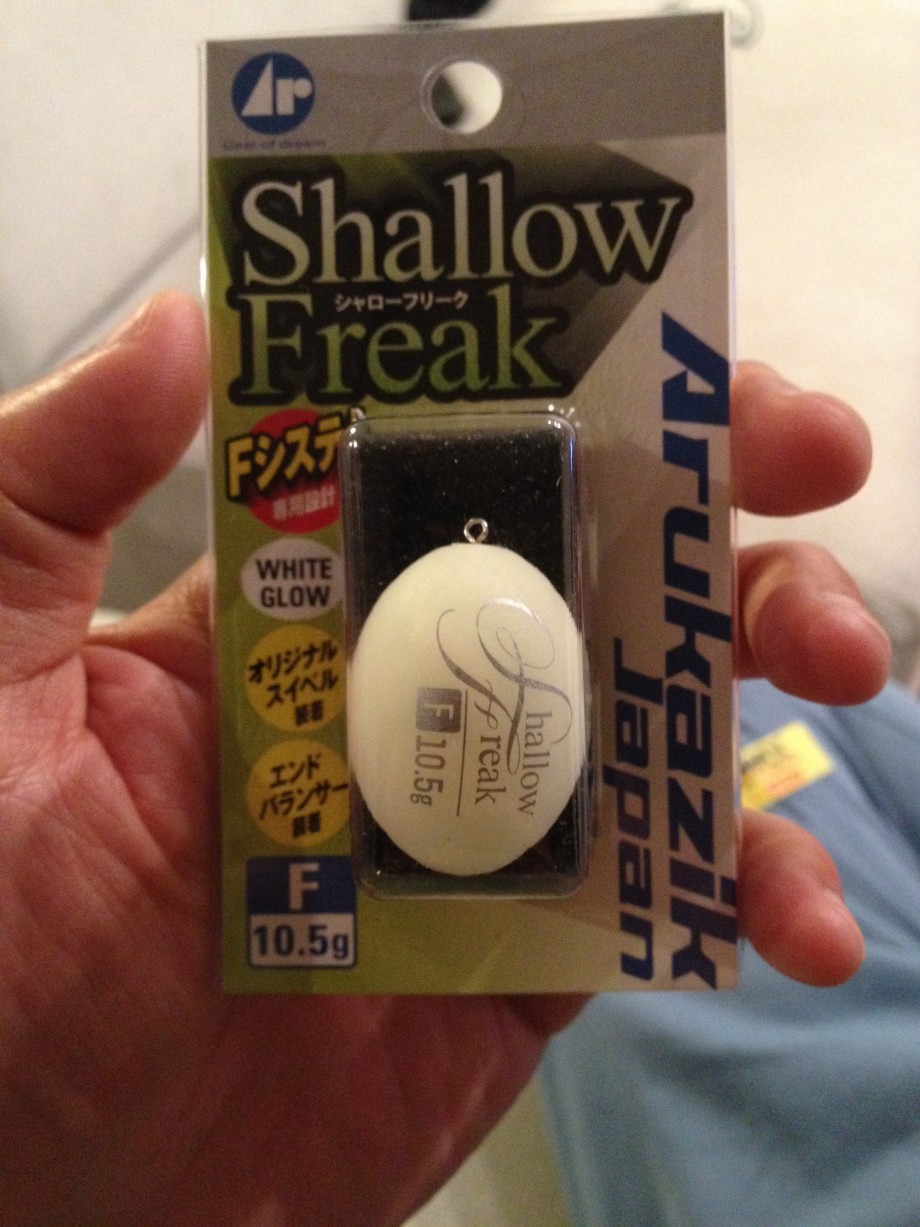 Ar
Clear of dream
Shallow
シャローフリーク
Freak
Fシステ
専用設計
WHITE
GLOW
オリジナル
スイベル
装着
エンド
バランサー
装着
F
10.5g
Shallow
Freak
F 10.5g
Arukazik
Japan